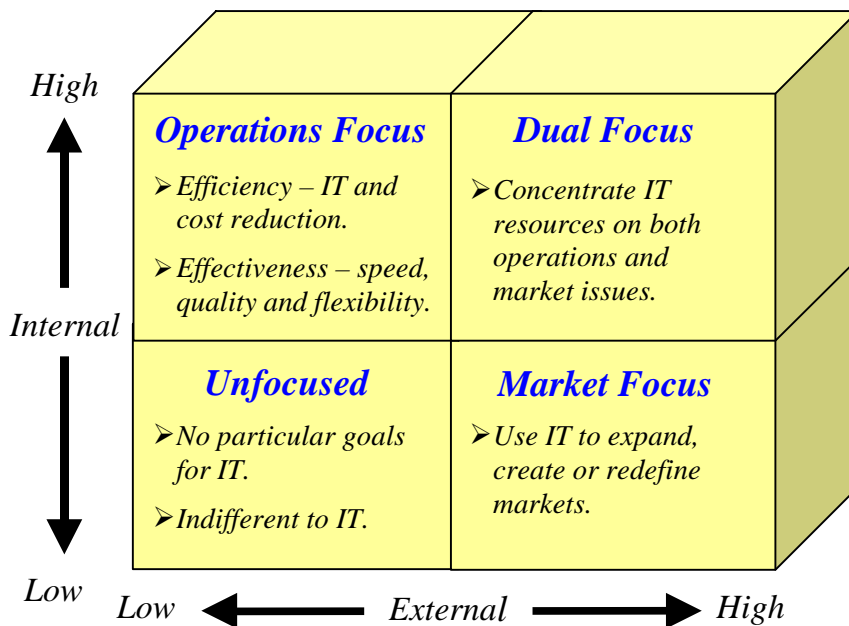 High
Operations Focus
➢Efficiency – IT and
cost reduction.
➢Effectiveness – speed,
quality and flexibility.
Dual Focus
➢Concentrate IT
resources on both
operations and
market issues.
Internal
Unfocused
➢No particular goals
for IT.
➢Indifferent to IT.
Market Focus
➢Use IT to expand,
create or redefine
markets.
Low
Low
External
High